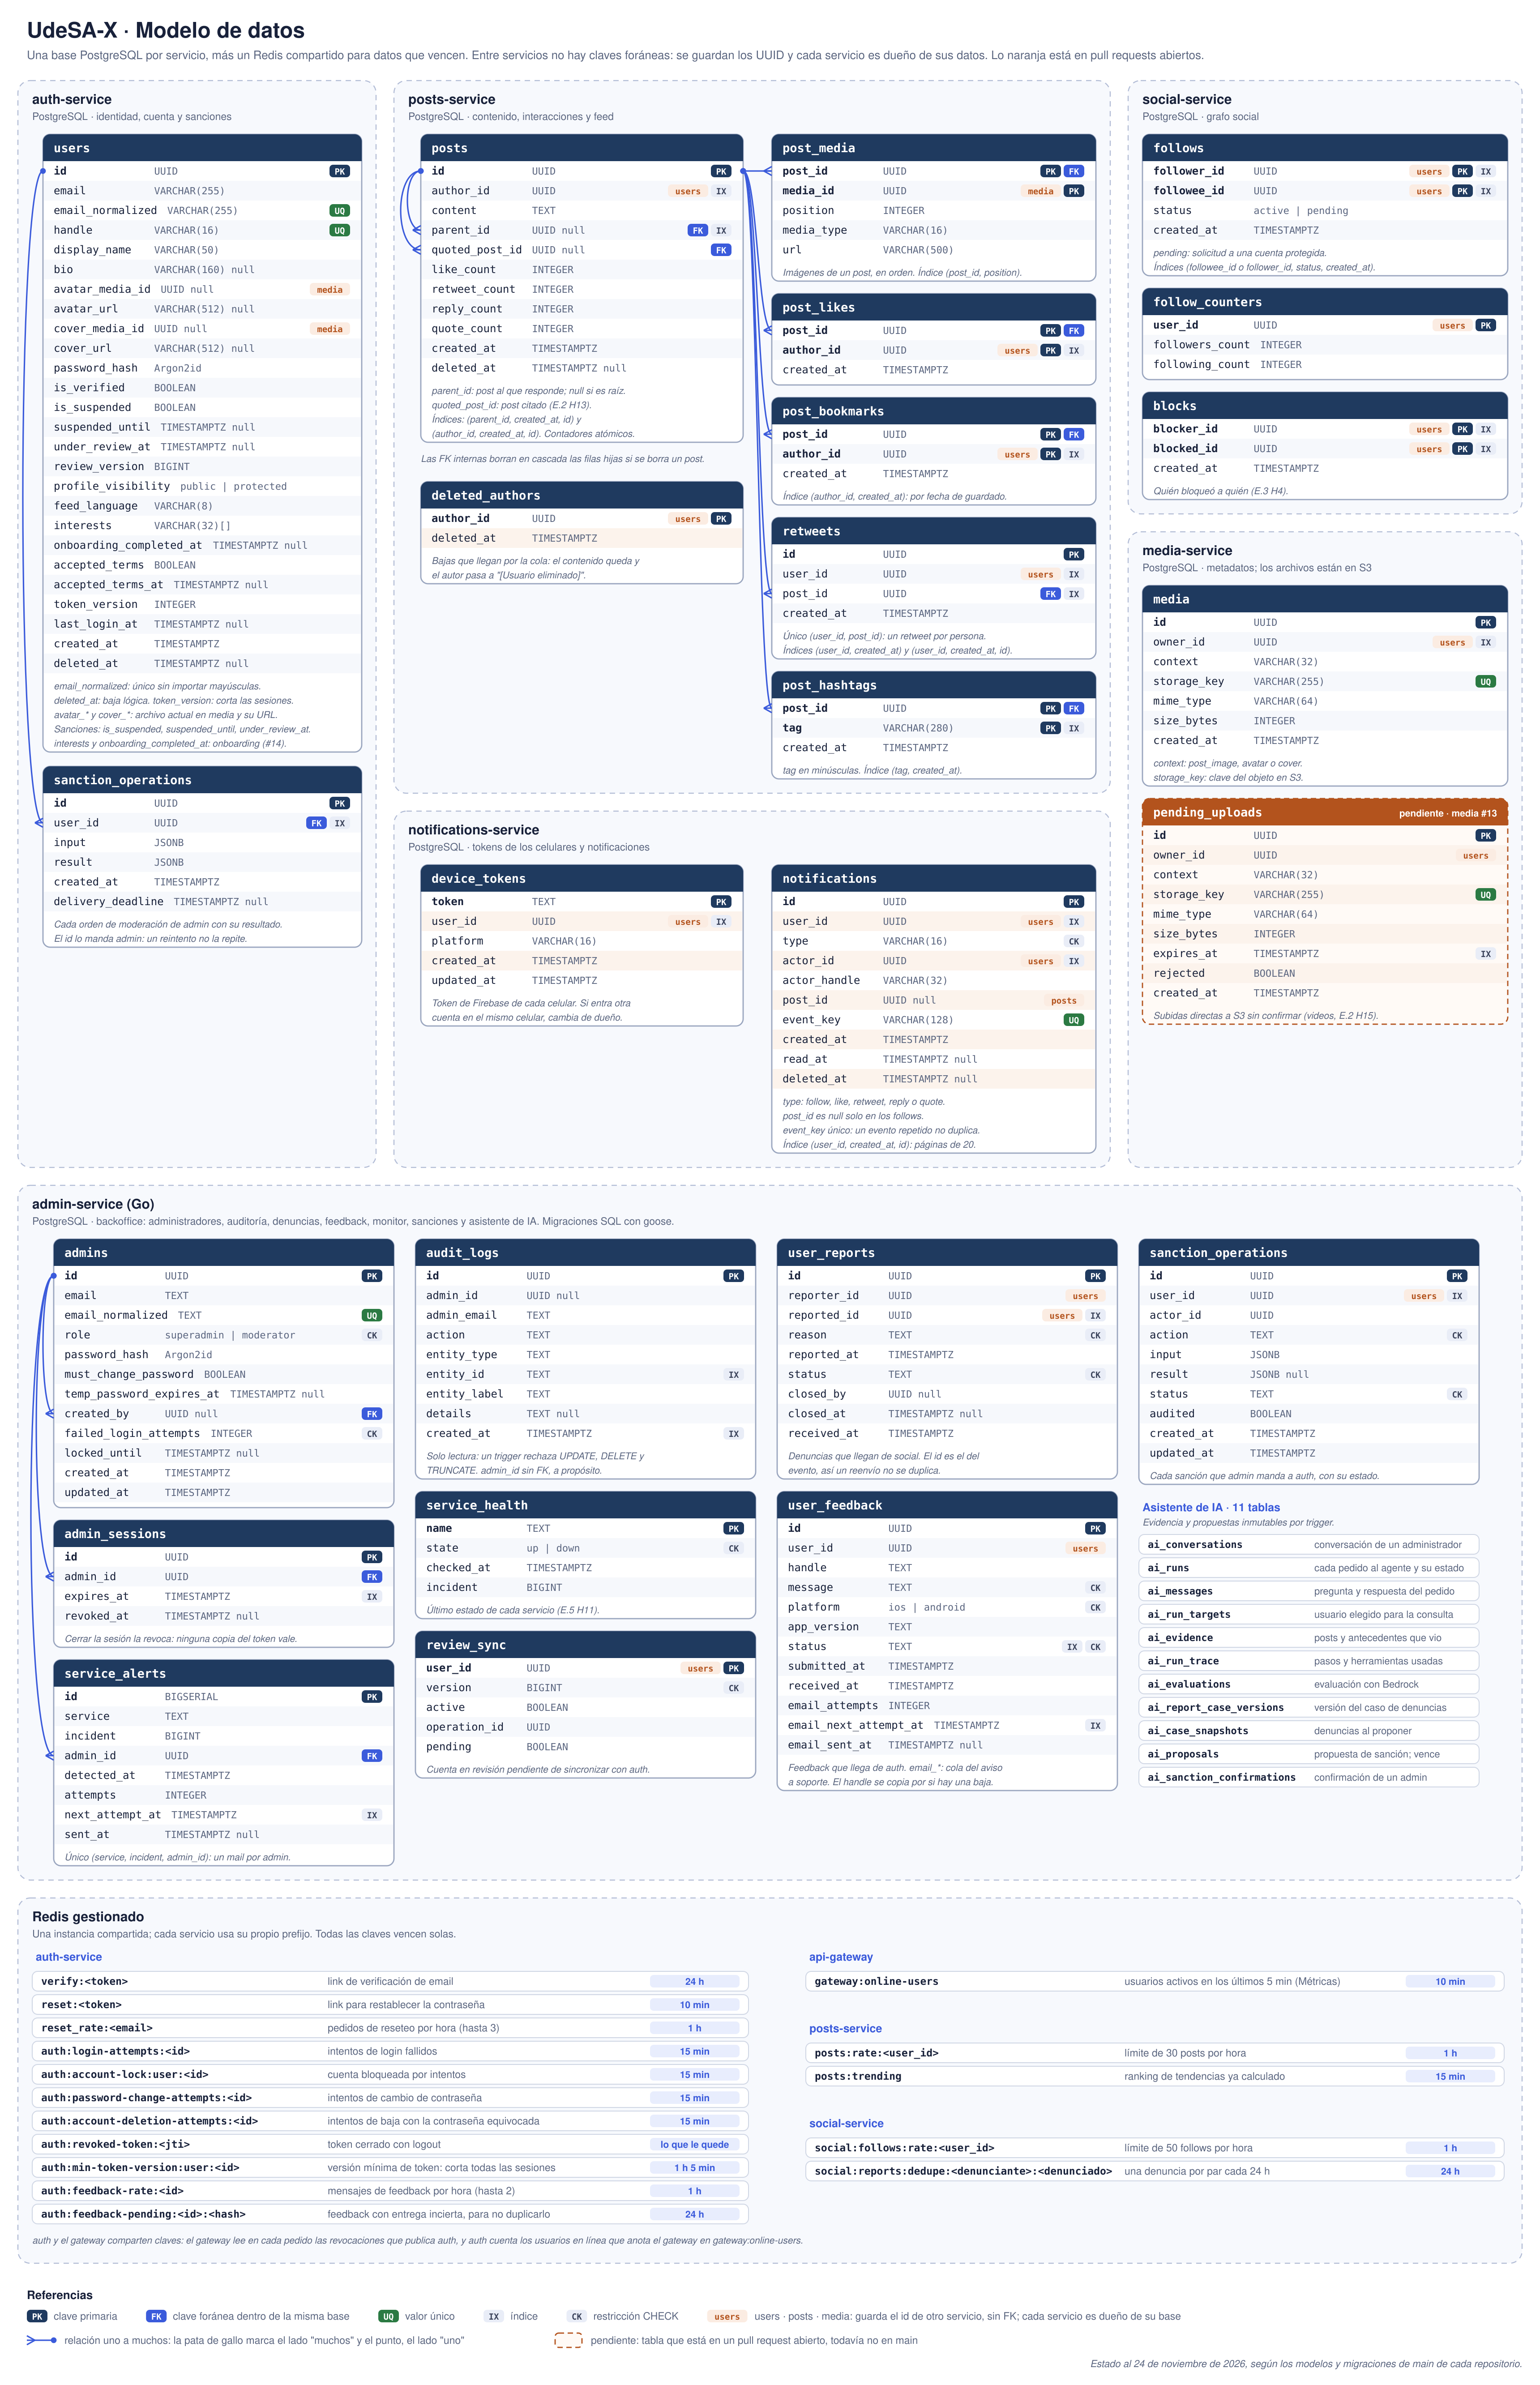 UdeSA-X · Modelo de datos
Una base PostgreSQL por servicio, más un Redis compartido para datos que vencen. Entre servicios no hay claves foráneas: se guardan los UUID y cada servicio es dueño de sus datos. Lo naranja está en pull requests abiertos.
auth-service
PostgreSQL · identidad, cuenta y sanciones
users
id UUID PK
email VARCHAR(255)
email_normalized VARCHAR(255) UQ
handle VARCHAR(16) UQ
display_name VARCHAR(50)
bio VARCHAR(160) null
avatar_media_id UUID null media
avatar_url VARCHAR(512) null
cover_media_id UUID null media
cover_url VARCHAR(512) null
password_hash Argon2id
is_verified BOOLEAN
is_suspended BOOLEAN
suspended_until TIMESTAMPTZ null
under_review_at TIMESTAMPTZ null
review_version BIGINT
profile_visibility public | protected
feed_language VARCHAR(8)
interests VARCHAR(32)[]
onboarding_completed_at TIMESTAMPTZ null
accepted_terms BOOLEAN
accepted_terms_at TIMESTAMPTZ null
token_version INTEGER
last_login_at TIMESTAMPTZ null
created_at TIMESTAMPTZ
deleted_at TIMESTAMPTZ null
email_normalized: único sin importar mayúsculas.
deleted_at: baja lógica. token_version: corta las sesiones.
avatar_* y cover_*: archivo actual en media y su URL.
Sanciones: is_suspended, suspended_until, under_review_at.
interests y onboarding_completed_at: onboarding (#14).
sanction_operations
id UUID PK
user_id UUID FK IX
input JSONB
result JSONB
created_at TIMESTAMPTZ
delivery_deadline TIMESTAMPTZ null
Cada orden de moderación de admin con su resultado.
El id lo manda admin: un reintento no la repite.
posts-service
PostgreSQL · contenido, interacciones y feed
posts
id UUID PK
author_id UUID users IX
content TEXT
parent_id UUID null FK IX
quoted_post_id UUID null FK
like_count INTEGER
retweet_count INTEGER
reply_count INTEGER
quote_count INTEGER
created_at TIMESTAMPTZ
deleted_at TIMESTAMPTZ null
parent_id: post al que responde; null si es raíz.
quoted_post_id: post citado (E.2 H13).
Índices: (parent_id, created_at, id) y
(author_id, created_at, id). Contadores atómicos.
Las FK internas borran en cascada las filas hijas si se borra un post.
deleted_authors
author_id UUID users PK
deleted_at TIMESTAMPTZ
Bajas que llegan por la cola: el contenido queda y
el autor pasa a "[Usuario eliminado]".
post_media
post_id UUID PK FK
media_id UUID media PK
position INTEGER
media_type VARCHAR(16)
url VARCHAR(500)
Imágenes de un post, en orden. Índice (post_id, position).
post_likes
post_id UUID PK FK
author_id UUID users PK IX
created_at TIMESTAMPTZ
post_bookmarks
post_id UUID PK FK
author_id UUID users PK IX
created_at TIMESTAMPTZ
Índice (author_id, created_at): por fecha de guardado.
retweets
id UUID PK
user_id UUID users IX
post_id UUID FK IX
created_at TIMESTAMPTZ
Único (user_id, post_id): un retweet por persona.
Índices (user_id, created_at) y (user_id, created_at, id).
post_hashtags
post_id UUID PK FK
tag VARCHAR(280) PK IX
created_at TIMESTAMPTZ
tag en minúsculas. Índice (tag, created_at).
social-service
PostgreSQL · grafo social
follows
follower_id UUID users PK IX
followee_id UUID users PK IX
status active | pending
created_at TIMESTAMPTZ
pending: solicitud a una cuenta protegida.
Índices (followee_id o follower_id, status, created_at).
follow_counters
user_id UUID users PK
followers_count INTEGER
following_count INTEGER
blocks
blocker_id UUID users PK IX
blocked_id UUID users PK IX
created_at TIMESTAMPTZ
Quién bloqueó a quién (E.3 H4).
media-service
PostgreSQL · metadatos; los archivos están en S3
media
id UUID PK
owner_id UUID users IX
context VARCHAR(32)
storage_key VARCHAR(255) UQ
mime_type VARCHAR(64)
size_bytes INTEGER
created_at TIMESTAMPTZ
context: post_image, avatar o cover.
storage_key: clave del objeto en S3.
pending_uploads pendiente · media #13
id UUID PK
owner_id UUID users
context VARCHAR(32)
storage_key VARCHAR(255) UQ
mime_type VARCHAR(64)
size_bytes INTEGER
expires_at TIMESTAMPTZ IX
rejected BOOLEAN
created_at TIMESTAMPTZ
Subidas directas a S3 sin confirmar (videos, E.2 H15).
notifications-service
PostgreSQL · tokens de los celulares y notificaciones
device_tokens
token TEXT PK
user_id UUID users IX
platform VARCHAR(16)
created_at TIMESTAMPTZ
updated_at TIMESTAMPTZ
Token de Firebase de cada celular. Si entra otra
cuenta en el mismo celular, cambia de dueño.
notifications
id UUID PK
user_id UUID users IX
type VARCHAR(16) CK
actor_id UUID users IX
actor_handle VARCHAR(32)
post_id UUID null posts
event_key VARCHAR(128) UQ
created_at TIMESTAMPTZ
read_at TIMESTAMPTZ null
deleted_at TIMESTAMPTZ null
type: follow, like, retweet, reply o quote.
post_id es null solo en los follows.
event_key único: un evento repetido no duplica.
Índice (user_id, created_at, id): páginas de 20.
admin-service (Go)
PostgreSQL · backoffice: administradores, auditoría, denuncias, feedback, monitor, sanciones y asistente de IA. Migraciones SQL con goose.
admins
id UUID PK
email TEXT
email_normalized TEXT UQ
role superadmin | moderator CK
password_hash Argon2id
must_change_password BOOLEAN
temp_password_expires_at TIMESTAMPTZ null
created_by UUID null FK
failed_login_attempts INTEGER CK
locked_until TIMESTAMPTZ null
created_at TIMESTAMPTZ
updated_at TIMESTAMPTZ
admin_sessions
id UUID PK
admin_id UUID FK
expires_at TIMESTAMPTZ IX
revoked_at TIMESTAMPTZ null
Cerrar la sesión la revoca: ninguna copia del token vale.
service_alerts
id BIGSERIAL PK
service TEXT
incident BIGINT
admin_id UUID FK
detected_at TIMESTAMPTZ
attempts INTEGER
next_attempt_at TIMESTAMPTZ IX
sent_at TIMESTAMPTZ null
Único (service, incident, admin_id): un mail por admin.
audit_logs
id UUID PK
admin_id UUID null
admin_email TEXT
action TEXT
entity_type TEXT
entity_id TEXT IX
entity_label TEXT
details TEXT null
created_at TIMESTAMPTZ IX
Solo lectura: un trigger rechaza UPDATE, DELETE y
TRUNCATE. admin_id sin FK, a propósito.
service_health
name TEXT PK
state up | down CK
checked_at TIMESTAMPTZ
incident BIGINT
Último estado de cada servicio (E.5 H11).
review_sync
user_id UUID users PK
version BIGINT CK
active BOOLEAN
operation_id UUID
pending BOOLEAN
Cuenta en revisión pendiente de sincronizar con auth.
user_reports
id UUID PK
reporter_id UUID users
reported_id UUID users IX
reason TEXT CK
reported_at TIMESTAMPTZ
status TEXT CK
closed_by UUID null
closed_at TIMESTAMPTZ null
received_at TIMESTAMPTZ
Denuncias que llegan de social. El id es el del
evento, así un reenvío no se duplica.
user_feedback
id UUID PK
user_id UUID users
handle TEXT
message TEXT CK
platform ios | android CK
app_version TEXT
status TEXT IX CK
submitted_at TIMESTAMPTZ
received_at TIMESTAMPTZ
email_attempts INTEGER
email_next_attempt_at TIMESTAMPTZ IX
email_sent_at TIMESTAMPTZ null
Feedback que llega de auth. email_*: cola del aviso
a soporte. El handle se copia por si hay una baja.
sanction_operations
id UUID PK
user_id UUID users IX
actor_id UUID
action TEXT CK
input JSONB
result JSONB null
status TEXT CK
audited BOOLEAN
created_at TIMESTAMPTZ
updated_at TIMESTAMPTZ
Cada sanción que admin manda a auth, con su estado.
Asistente de IA · 11 tablas
Evidencia y propuestas inmutables por trigger.
ai_conversations conversación de un administrador
ai_runs cada pedido al agente y su estado
ai_messages pregunta y respuesta del pedido
ai_run_targets usuario elegido para la consulta
ai_evidence posts y antecedentes que vio
ai_run_trace pasos y herramientas usadas
ai_evaluations evaluación con Bedrock
ai_report_case_versions versión del caso de denuncias
ai_case_snapshots denuncias al proponer
ai_proposals propuesta de sanción; vence
ai_sanction_confirmations confirmación de un admin
Redis gestionado
Una instancia compartida; cada servicio usa su propio prefijo. Todas las claves vencen solas.
auth-service
verify:<token> link de verificación de email 24 h
reset:<token> link para restablecer la contraseña 10 min
reset_rate:<email> pedidos de reseteo por hora (hasta 3) 1 h
auth:login-attempts:<id> intentos de login fallidos 15 min
auth:account-lock:user:<id> cuenta bloqueada por intentos 15 min
auth:password-change-attempts:<id> intentos de cambio de contraseña 15 min
auth:account-deletion-attempts:<id> intentos de baja con la contraseña equivocada 15 min
auth:revoked-token:<jti> token cerrado con logout lo que le quede
auth:min-token-version:user:<id> versión mínima de token: corta todas las sesiones 1 h 5 min
auth:feedback-rate:<id> mensajes de feedback por hora (hasta 2) 1 h
auth:feedback-pending:<id>:<hash> feedback con entrega incierta, para no duplicarlo 24 h
api-gateway
gateway:online-users usuarios activos en los últimos 5 min (Métricas) 10 min
posts-service
posts:rate:<user_id> límite de 30 posts por hora 1 h
posts:trending ranking de tendencias ya calculado 15 min
social-service
social:follows:rate:<user_id> límite de 50 follows por hora 1 h
social:reports:dedupe:<denunciante>:<denunciado> una denuncia por par cada 24 h 24 h
auth y el gateway comparten claves: el gateway lee en cada pedido las revocaciones que publica auth, y auth cuenta los usuarios en línea que anota el gateway en gateway:online-users.
Referencias
PK clave primaria FK clave foránea dentro de la misma base UQ valor único IX índice CK restricción CHECK users users · posts · media: guarda el id de otro servicio, sin FK; cada servicio es dueño de su base
relación uno a muchos: la pata de gallo marca el lado "muchos" y el punto, el lado "uno" pendiente: tabla que está en un pull request abierto, todavía no en main
Estado al 24 de noviembre de 2026, según los modelos y migraciones de main de cada repositorio.